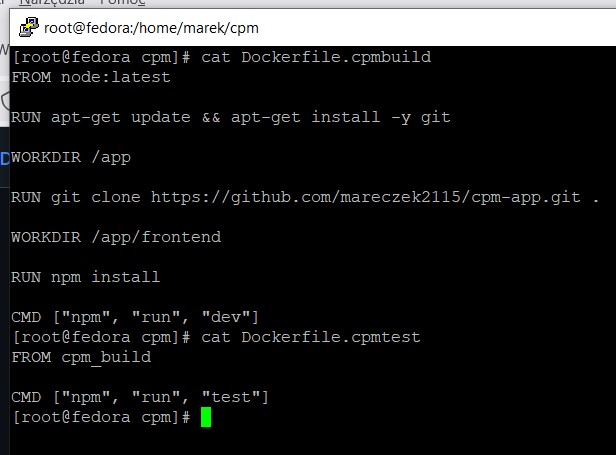 Narzędzia Pomoc
root@fedora:/home/marek/cpm
[root@fedora cpm]# cat Dockerfile.cpmbuild
FROM node:latest
RUN apt-get update && apt-get install -y git
WORKDIR /app
RUN git clone https://github.com/mareczek2115/cpm-app.git .
WORKDIR /app/frontend
RUN npm install
CMD ["npm", "run", "dev"]
[root@fedora cpm]# cat Dockerfile.cpmtest
FROM cpm_build
CMD ["npm", "run", "test"]
[root@fedora cpm]#